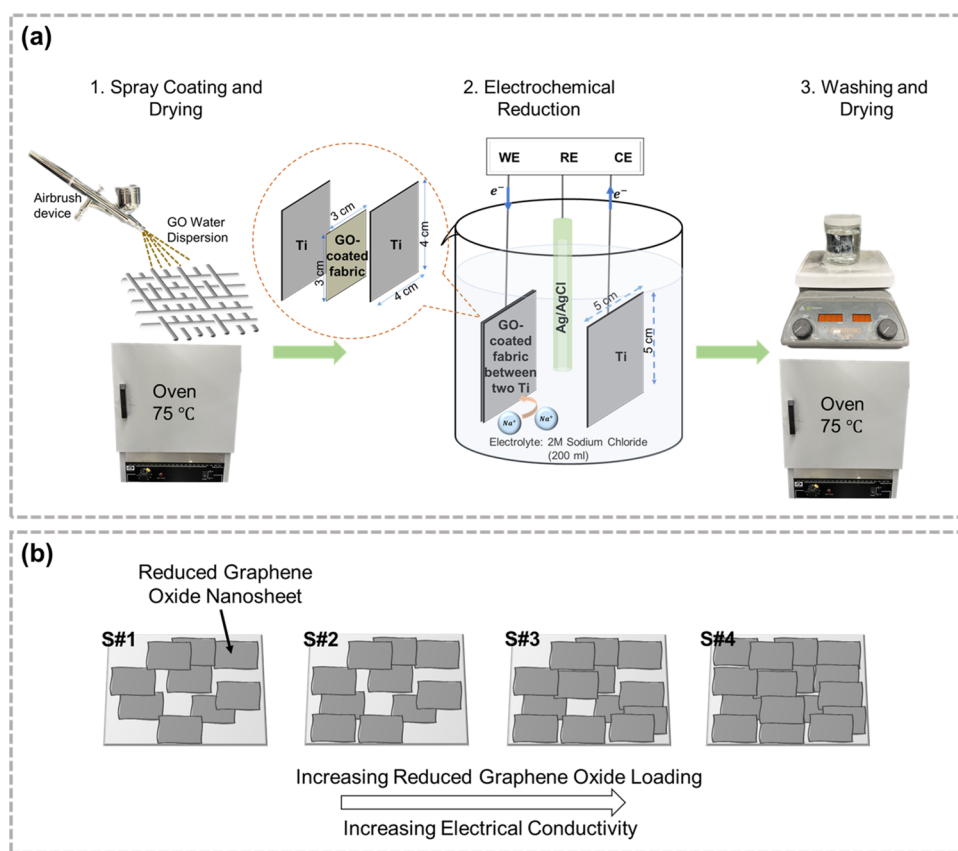 (a)
1. Spray Coating and
Drying
2. Electrochemical
Reduction
3. Washing and
Drying
Airbrush
device
GO Water
Dispersion
Oven
75 °C
Ti
3 cm
GO-
coated
fabric
3 cm
Ti
4 cm
4 cm
WE
RE
CE
e⁻
e⁻
Ag/AgCl
GO-
coated
fabric
between
two Ti
Na⁺
Na⁺
5 cm
Ti
5 cm
Electrolyte: 2M Sodium Chloride
(200 ml)
Oven
75 °C
(b)
Reduced Graphene
Oxide Nanosheet
S#1
S#2
S#3
S#4
Increasing Reduced Graphene Oxide Loading
Increasing Electrical Conductivity